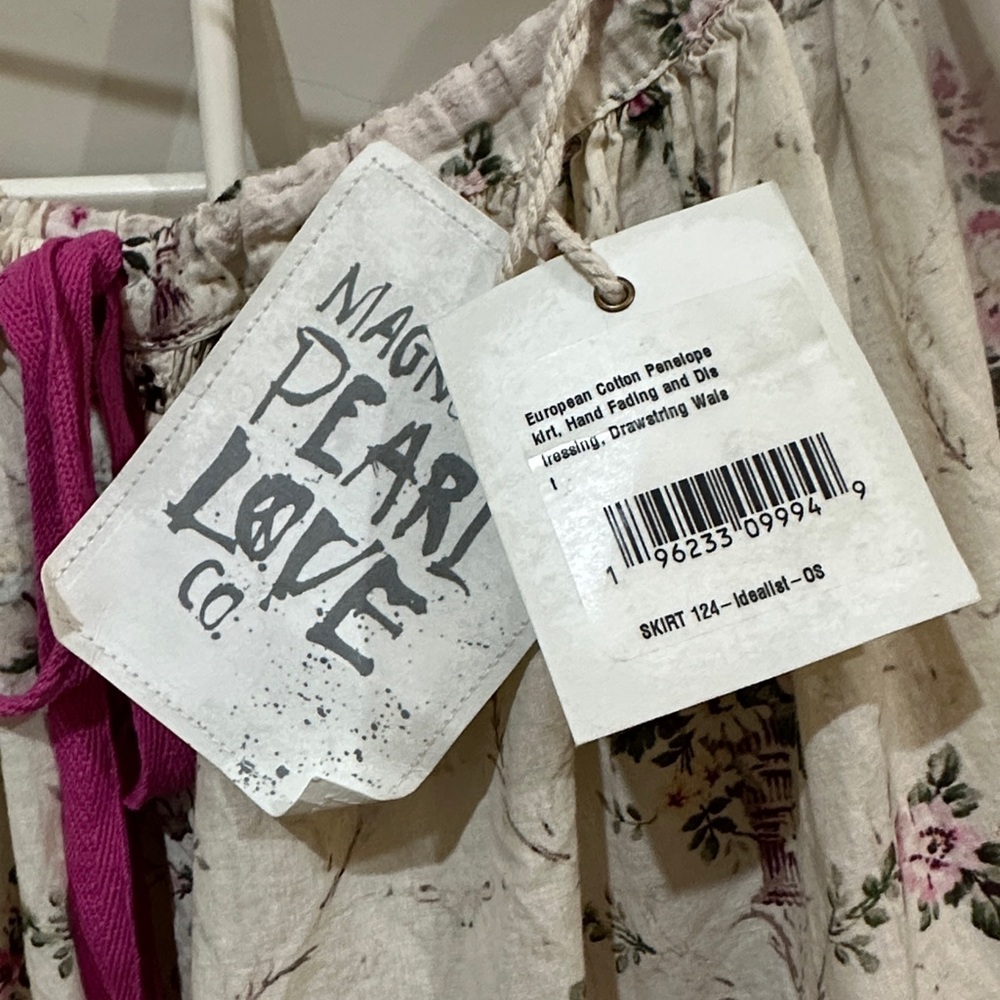 MAGN
PEARL
LOVE
CO.
European Cotton Penelope
kirt, Hand Fading and Dis
tressing, Drawstring Wais
t
1 96233 09994 9
SKIRT 124-Idealist-OS